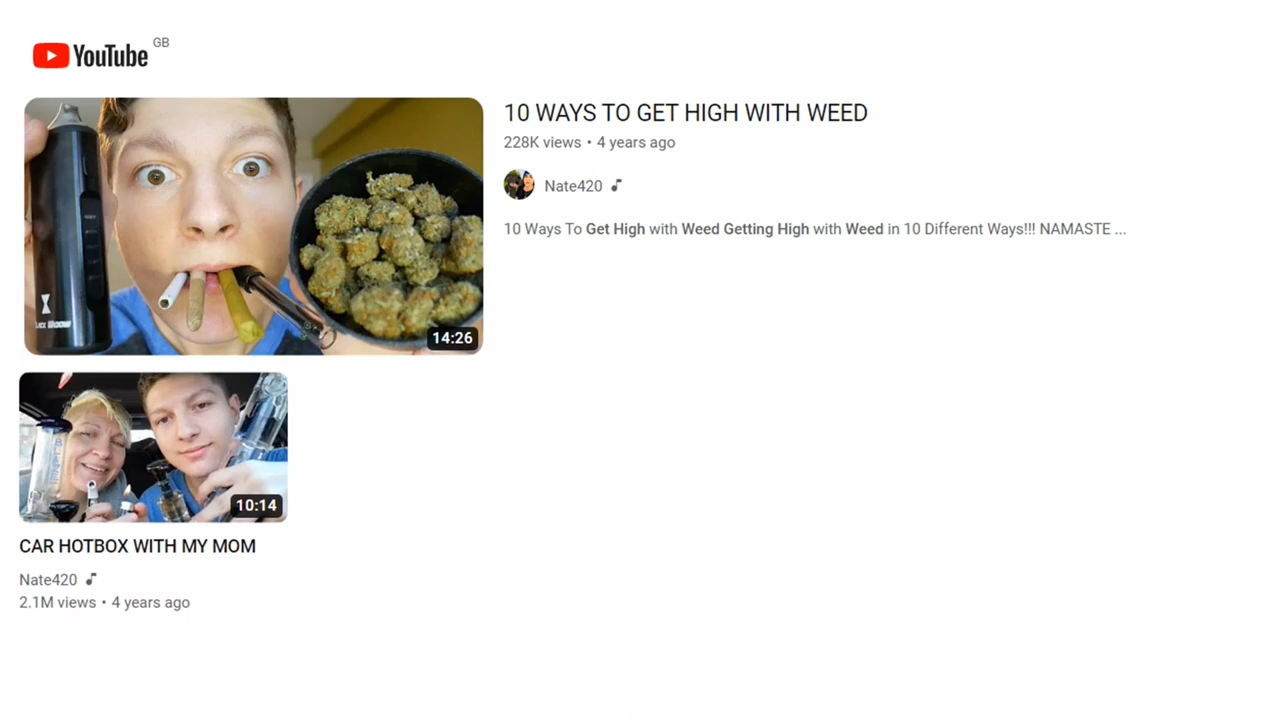 YouTube GB
10 WAYS TO GET HIGH WITH WEED
228K views • 4 years ago
Nate420
10 Ways To Get High with Weed Getting High with Weed in 10 Different Ways!!! NAMASTE ...
14:26
10:14
CAR HOTBOX WITH MY MOM
Nate420
2.1M views • 4 years ago